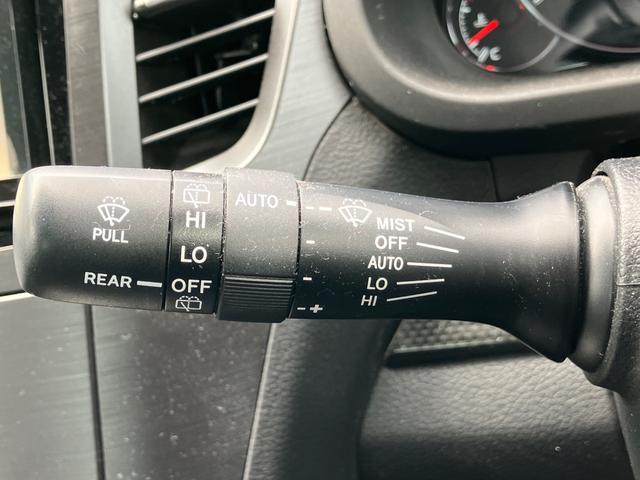 PULL
REAR
HI
LO
OFF
AUTO
- +
MIST
OFF
AUTO
LO
HI
C